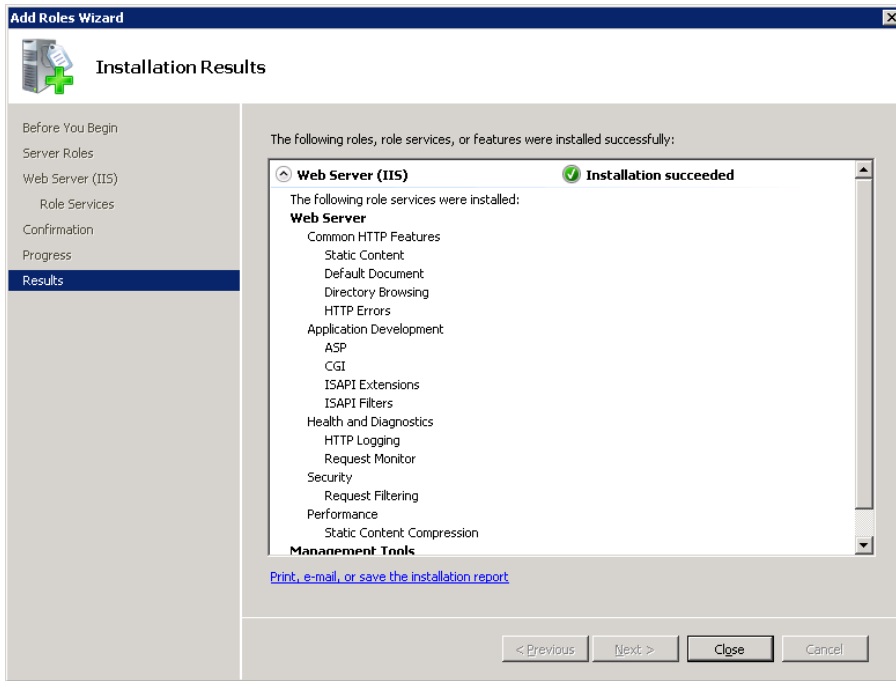 Add Roles Wizard
Installation Results
Before You Begin
Server Roles
Web Server (IIS)
Role Services
Confirmation
Progress
Results
The following roles, role services, or features were installed successfully:
Web Server (IIS) Installation succeeded
The following role services were installed:
Web Server
Common HTTP Features
Static Content
Default Document
Directory Browsing
HTTP Errors
Application Development
ASP
CGI
ISAPI Extensions
ISAPI Filters
Health and Diagnostics
HTTP Logging
Request Monitor
Security
Request Filtering
Performance
Static Content Compression
Management Tools
Print, e-mail, or save the installation report
< Previous Next > Close Cancel